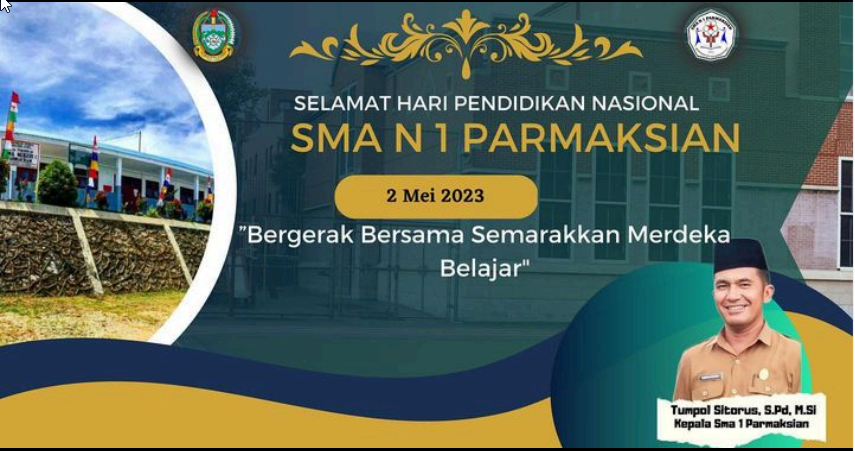 SELAMAT HARI PENDIDIKAN NASIONAL
SMA N 1 PARMAKSIAN
2 Mei 2023
"Bergerak Bersama Semarakkan Merdeka
Belajar"
Tumpol Sitorus, S.Pd, M.Si
Kepala Sma 1 Parmaksian